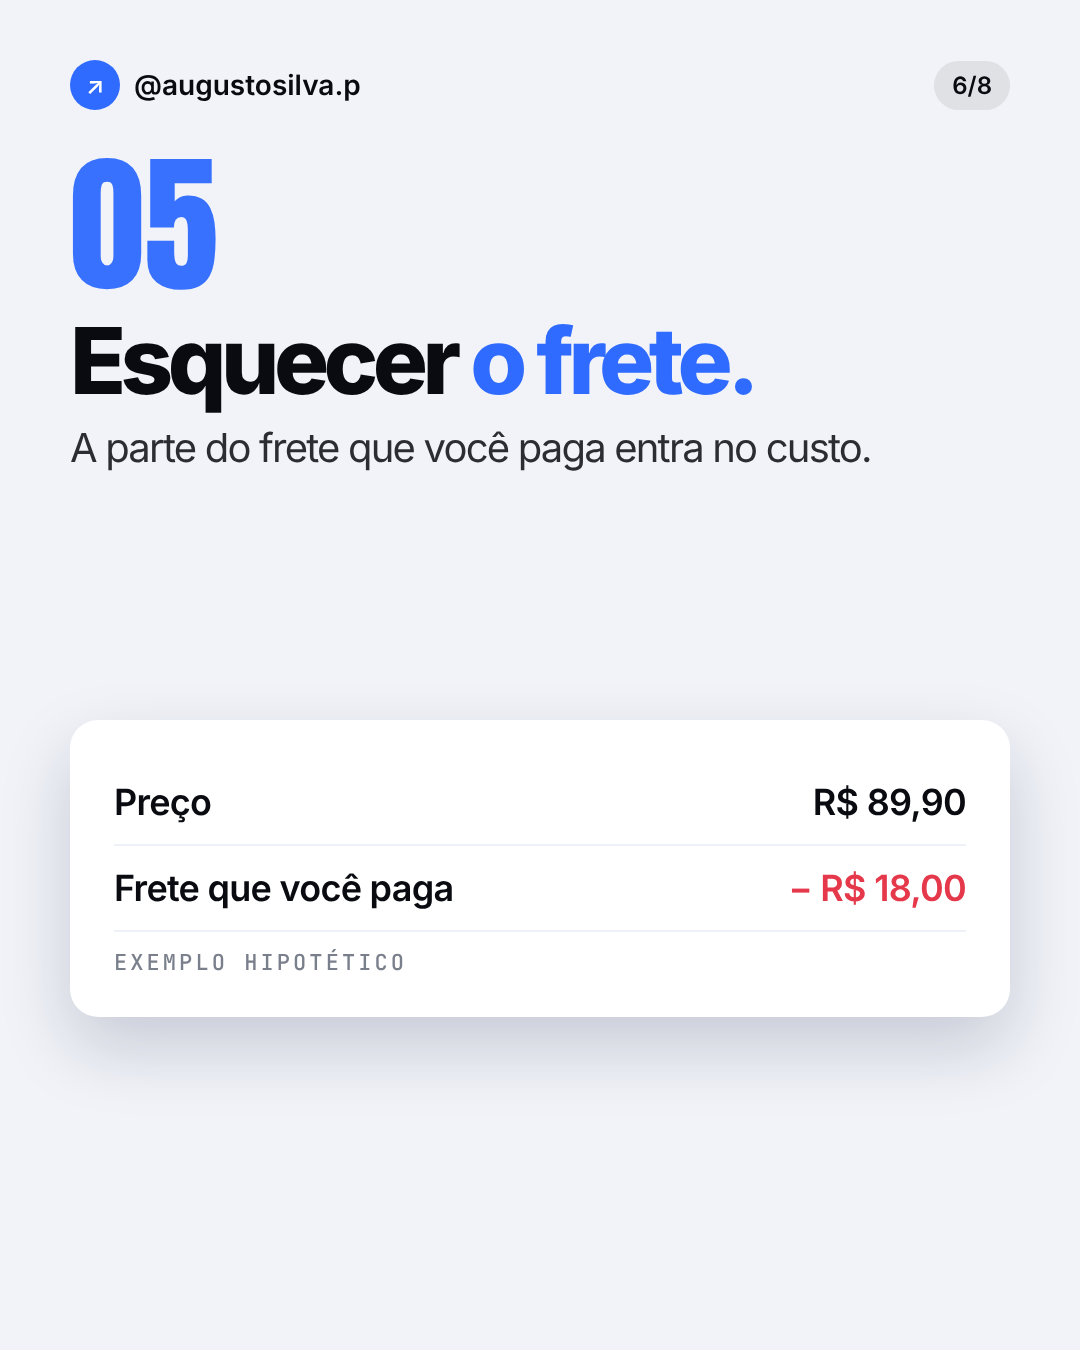 @augustosilva.p
6/8
05
Esquecer o frete.
A parte do frete que você paga entra no custo.
Preço R$ 89,90
Frete que você paga – R$ 18,00
EXEMPLO HIPOTÉTICO